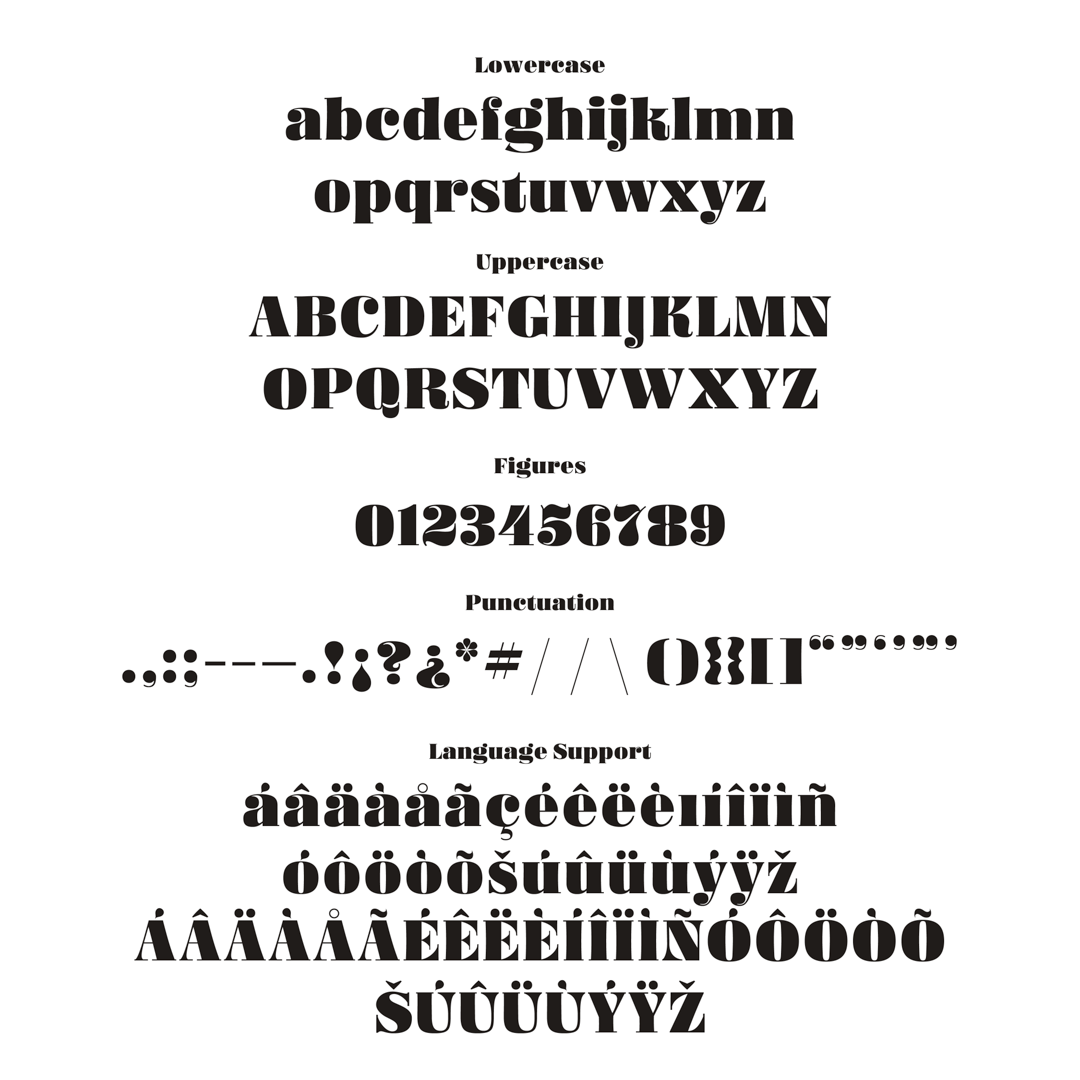 Lowercase
abcdefghijklmn
opqrstuvwxyz
Uppercase
ABCDEFGHIJKLMN
OPQRSTUVWXYZ
Figures
0123456789
Punctuation
.,:;-–—.!¡?¿*#/ / \ (){}[]“”‘’”’
Language Support
áâäàåãçéêëèıíîïìñ
óôöòõšúûüùýÿž
ÁÂÄÀÅÃÉÊËÈÍÎÏÌÑÓÔÖÒÕ
ŠÚÛÜÙÝŸŽ